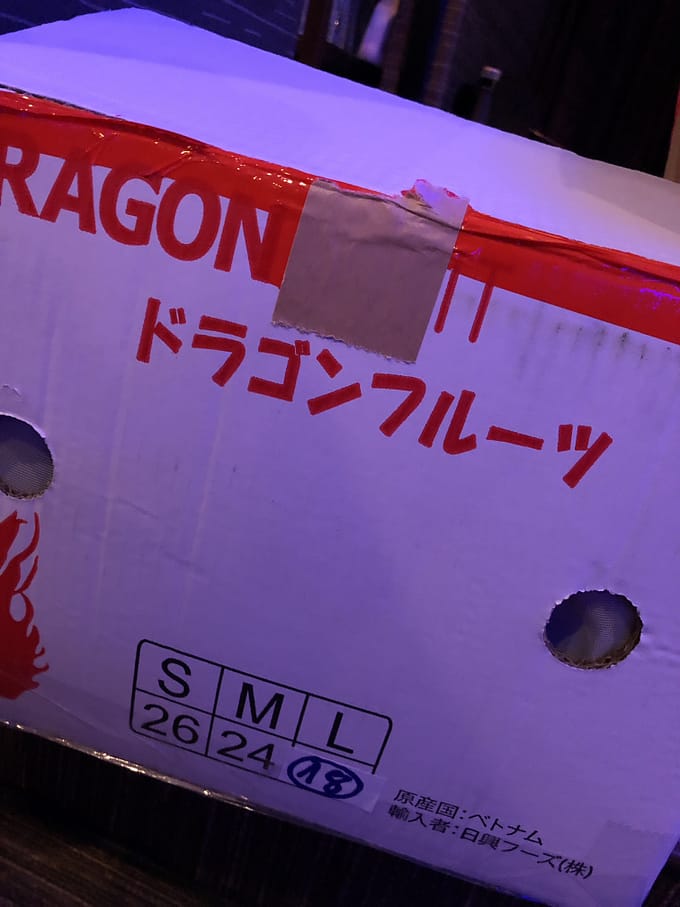 RAGON
ドラゴンフルーツ
S M L
26 24 18
原産国:ベトナム
輸入者:日興フーズ(株)